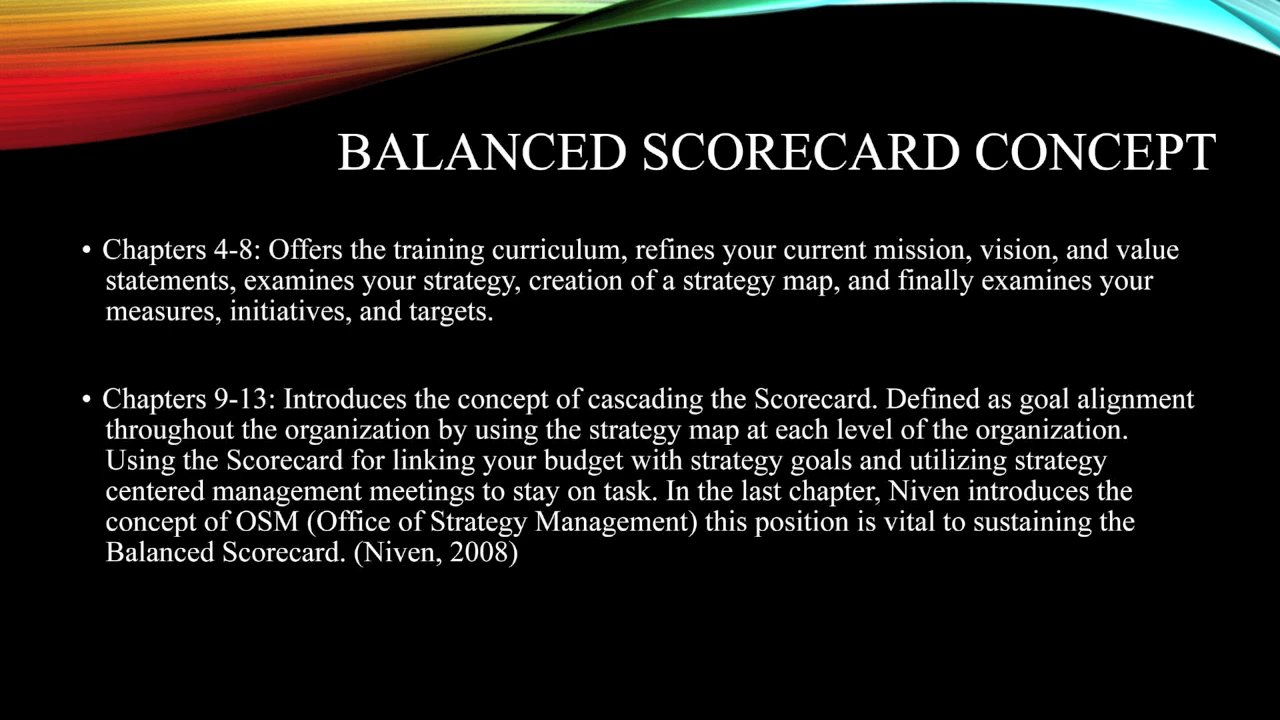 BALANCED SCORECARD CONCEPT
• Chapters 4-8: Offers the training curriculum, refines your current mission, vision, and value
statements, examines your strategy, creation of a strategy map, and finally examines your
measures, initiatives, and targets.
• Chapters 9-13: Introduces the concept of cascading the Scorecard. Defined as goal alignment
throughout the organization by using the strategy map at each level of the organization.
Using the Scorecard for linking your budget with strategy goals and utilizing strategy
centered management meetings to stay on task. In the last chapter, Niven introduces the
concept of OSM (Office of Strategy Management) this position is vital to sustaining the
Balanced Scorecard. (Niven, 2008)